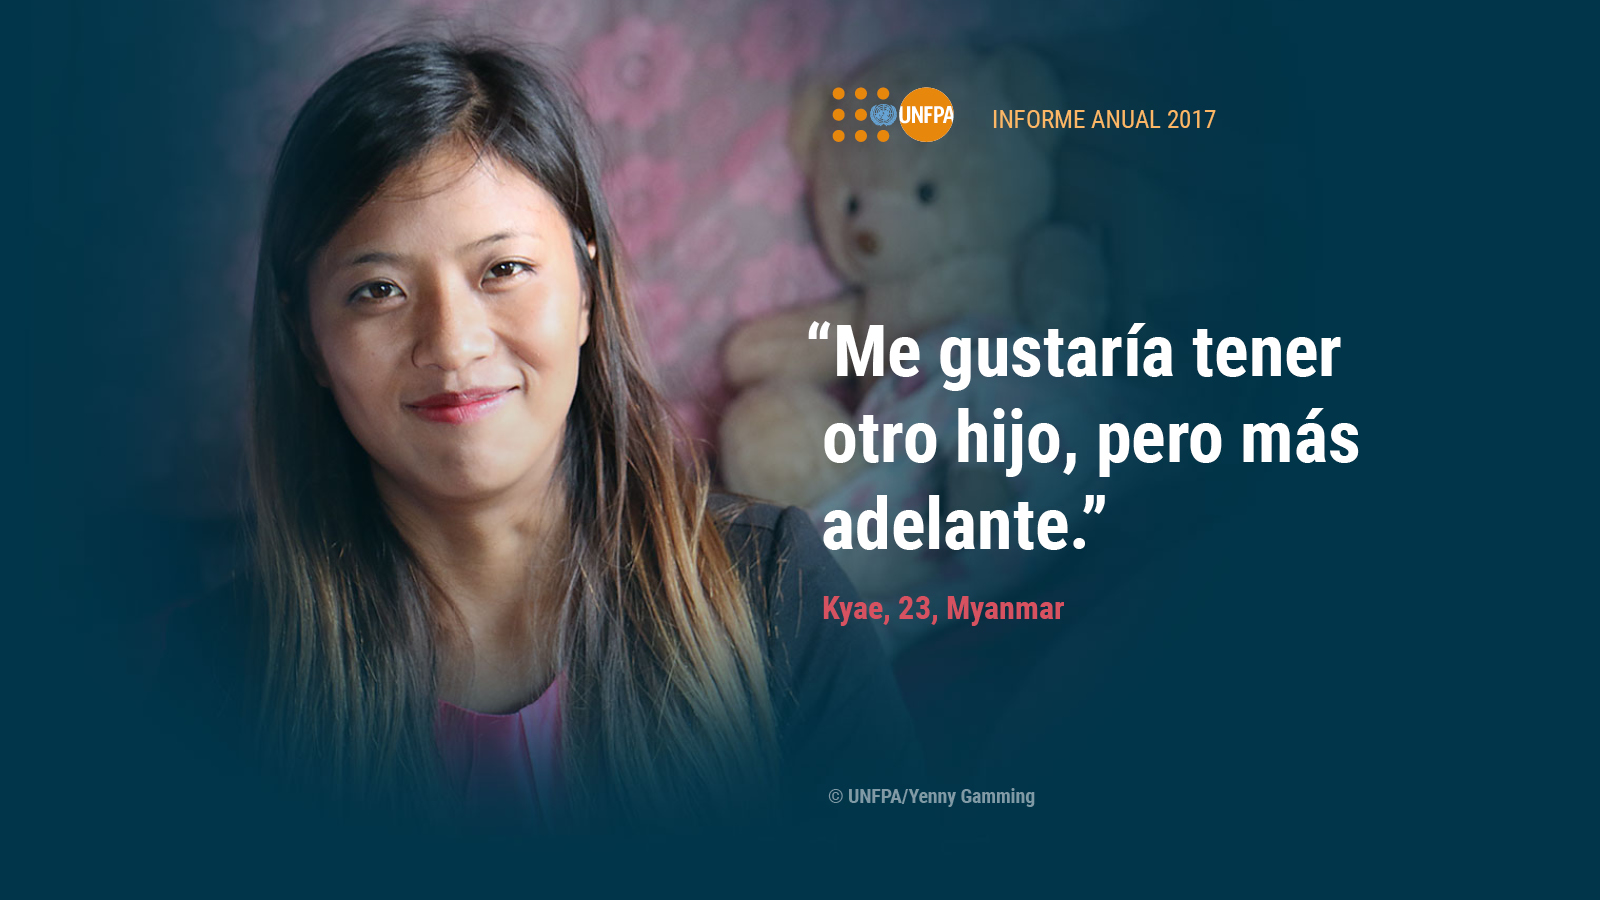 UNFPA
INFORME ANUAL 2017
“Me gustaría tener
otro hijo, pero más
adelante.”
Kyae, 23, Myanmar
© UNFPA/Yenny Gamming